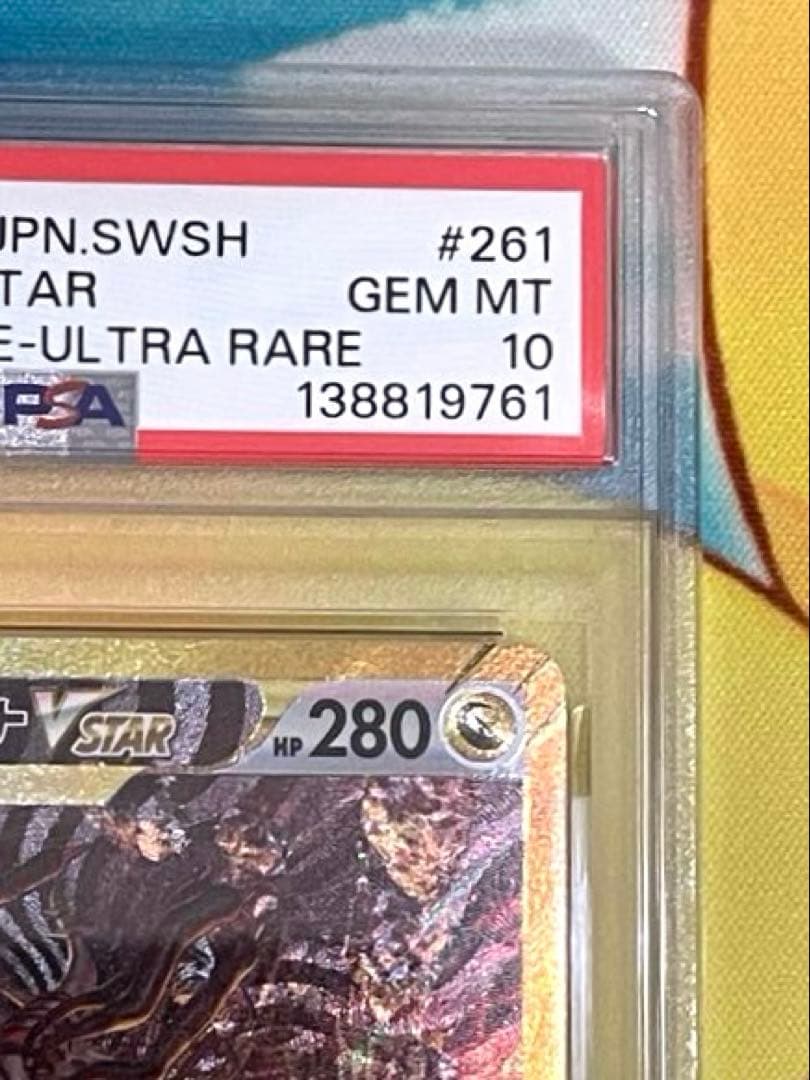 JPN.SWSH #261
TAR GEM MT
E-ULTRA RARE 10
PSA 138819761
VSTAR HP 280